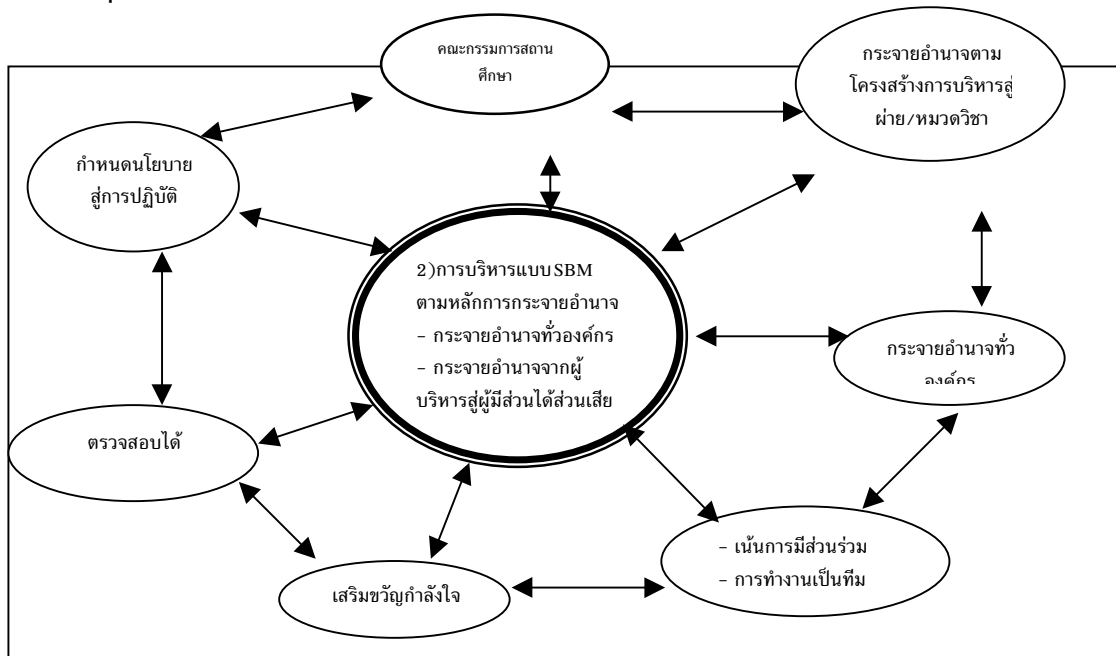 คณะกรรมการสถาน
ศึกษา
กระจายอำนาจตาม
โครงสร้างการบริหารสู่
ฝ่าย/หมวดวิชา
กำหนดนโยบาย
สู่การปฏิบัติ
2)การบริหารแบบ SBM
ตามหลักการกระจายอำนาจ
- กระจายอำนาจทั่วองค์กร
- กระจายอำนาจจากผู้
บริหารสู่ผู้มีส่วนได้ส่วนเสีย
กระจายอำนาจทั่ว
องค์กร
ตรวจสอบได้
- เน้นการมีส่วนร่วม
- การทำงานเป็นทีม
เสริมขวัญกำลังใจ